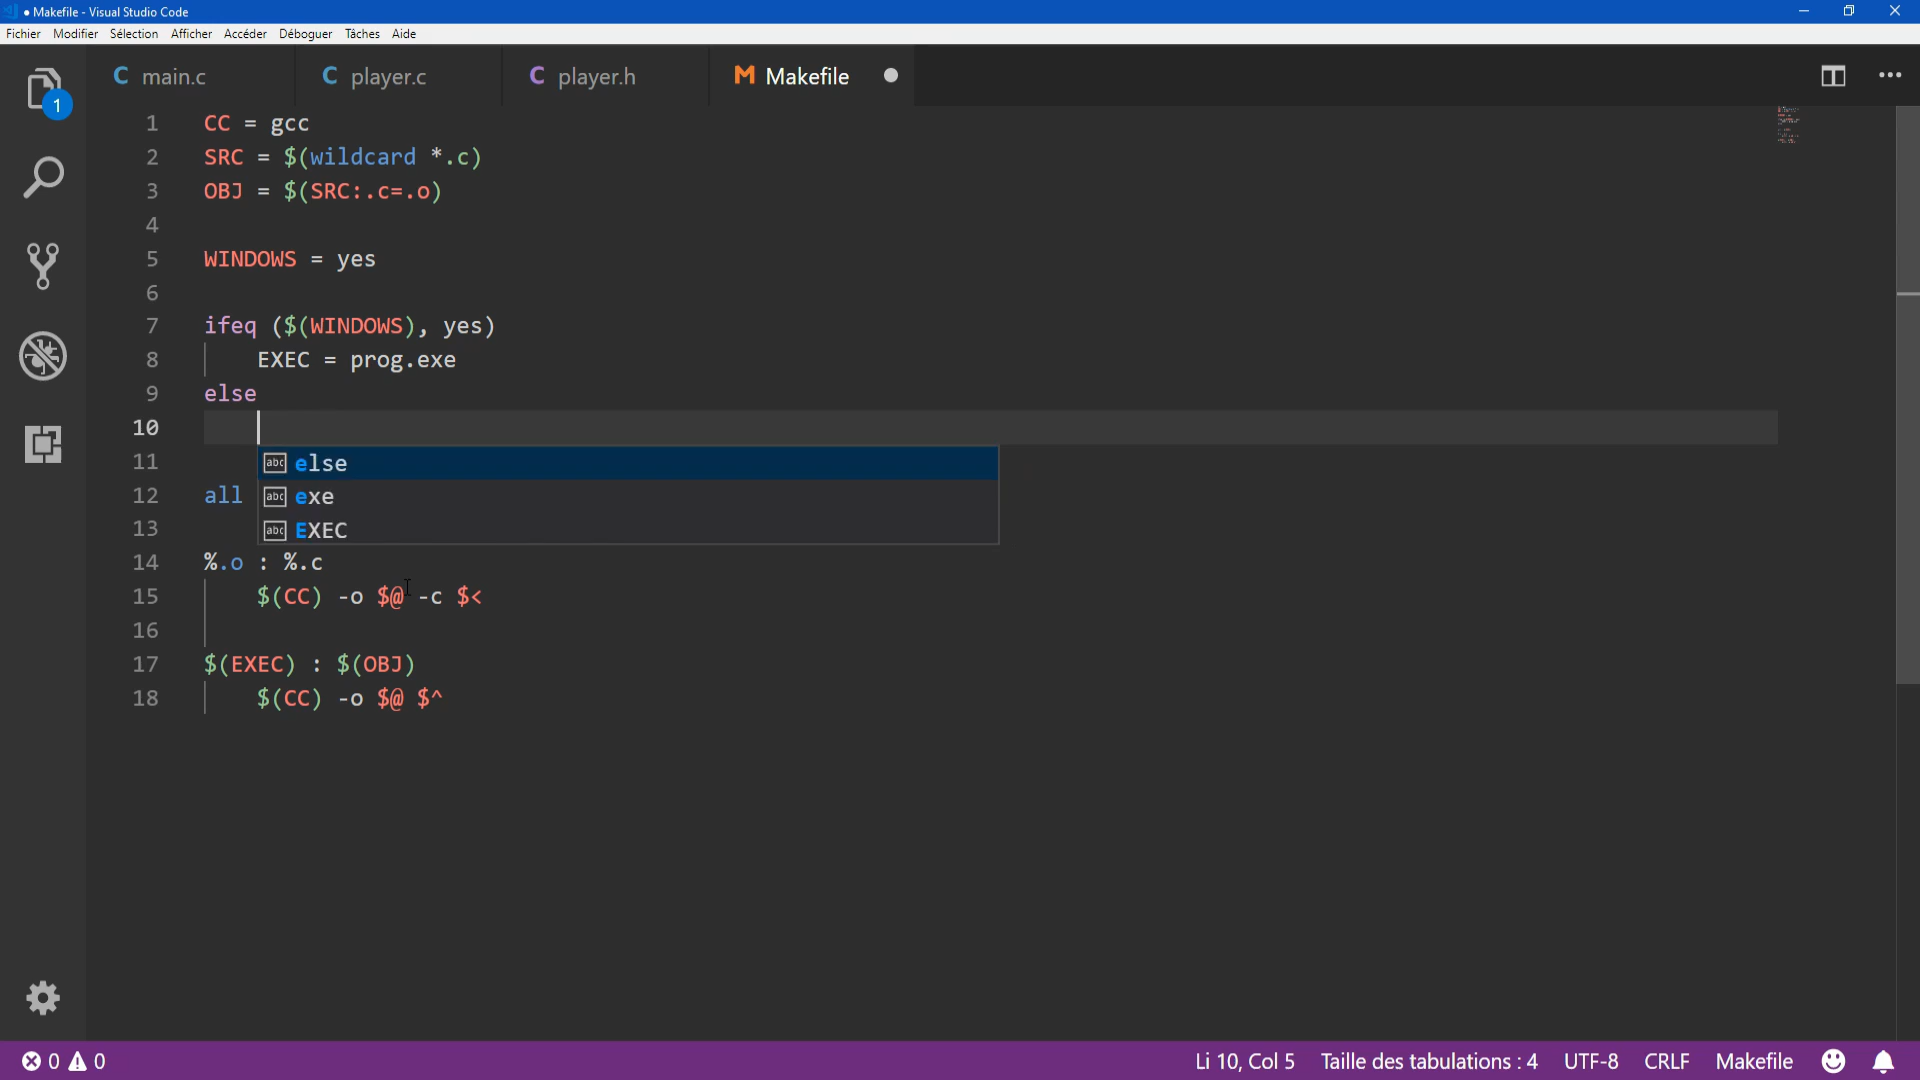 ● Makefile - Visual Studio Code
Fichier Modifier Sélection Afficher Accéder Déboguer Tâches Aide
1
C main.c
C player.c
C player.h
M Makefile ●
1 CC = gcc
2 SRC = $(wildcard *.c)
3 OBJ = $(SRC:.c=.o)
4
5 WINDOWS = yes
6
7 ifeq ($(WINDOWS), yes)
8 EXEC = prog.exe
9 else
10
11 abc else
12 all abc exe
13 abc EXEC
14 %.o : %.c
15 $(CC) -o $@ -c $<
16
17 $(EXEC) : $(OBJ)
18 $(CC) -o $@ $^
0 0 Li 10, Col 5 Taille des tabulations : 4 UTF-8 CRLF Makefile